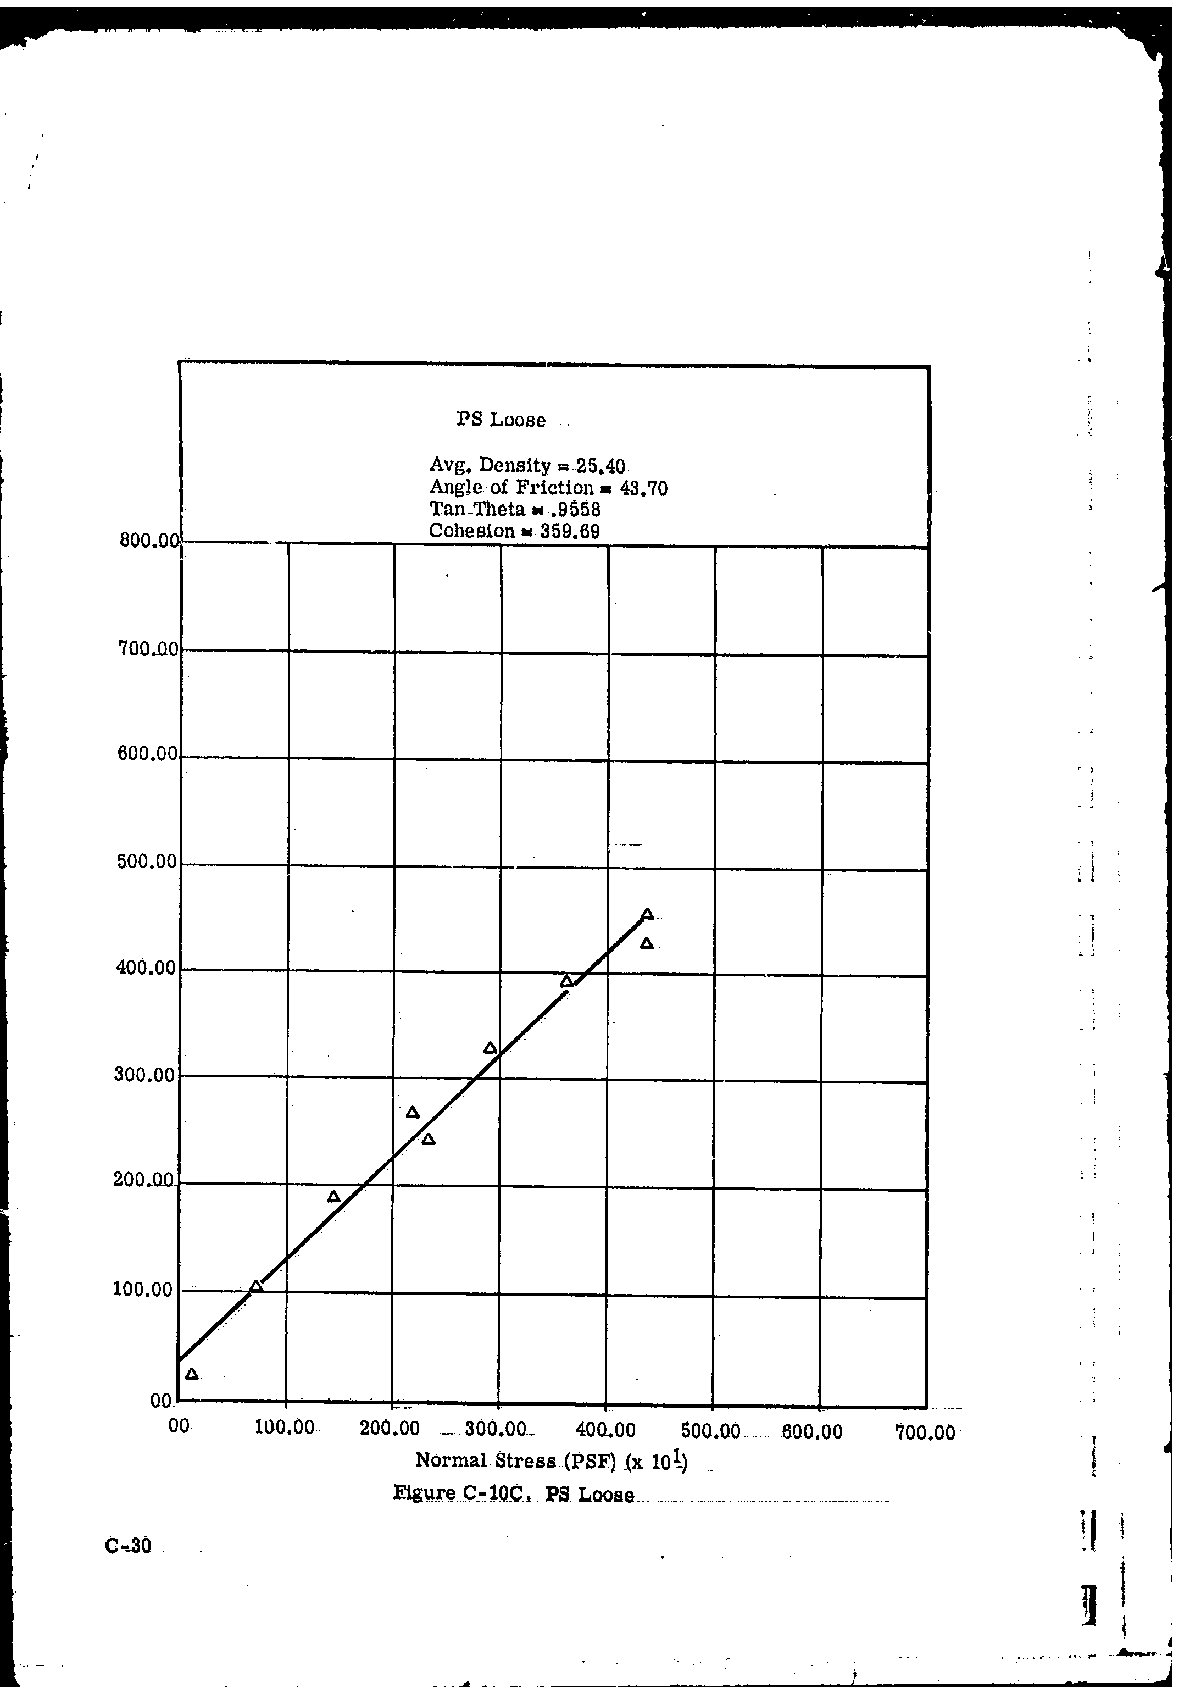 PS Loose
Avg. Density = 25.40
Angle of Friction = 43.70
Tan Theta = .9558
Cohesion = 359.69
800.00
700.00
600.00
500.00
400.00
300.00
200.00
100.00
00
00 100.00 200.00 300.00 400.00 500.00 600.00 700.00
Normal Stress (PSF) (x 10¹)
Figure C-10C. PS Loose
C-30